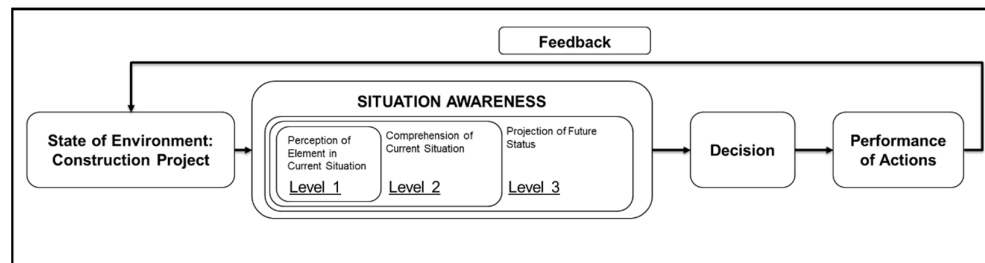 Feedback
SITUATION AWARENESS
State of Environment:
Construction Project
Perception of
Element in
Current Situation
Level 1
Comprehension of
Current Situation
Level 2
Projection of Future
Status
Level 3
Decision
Performance
of Actions